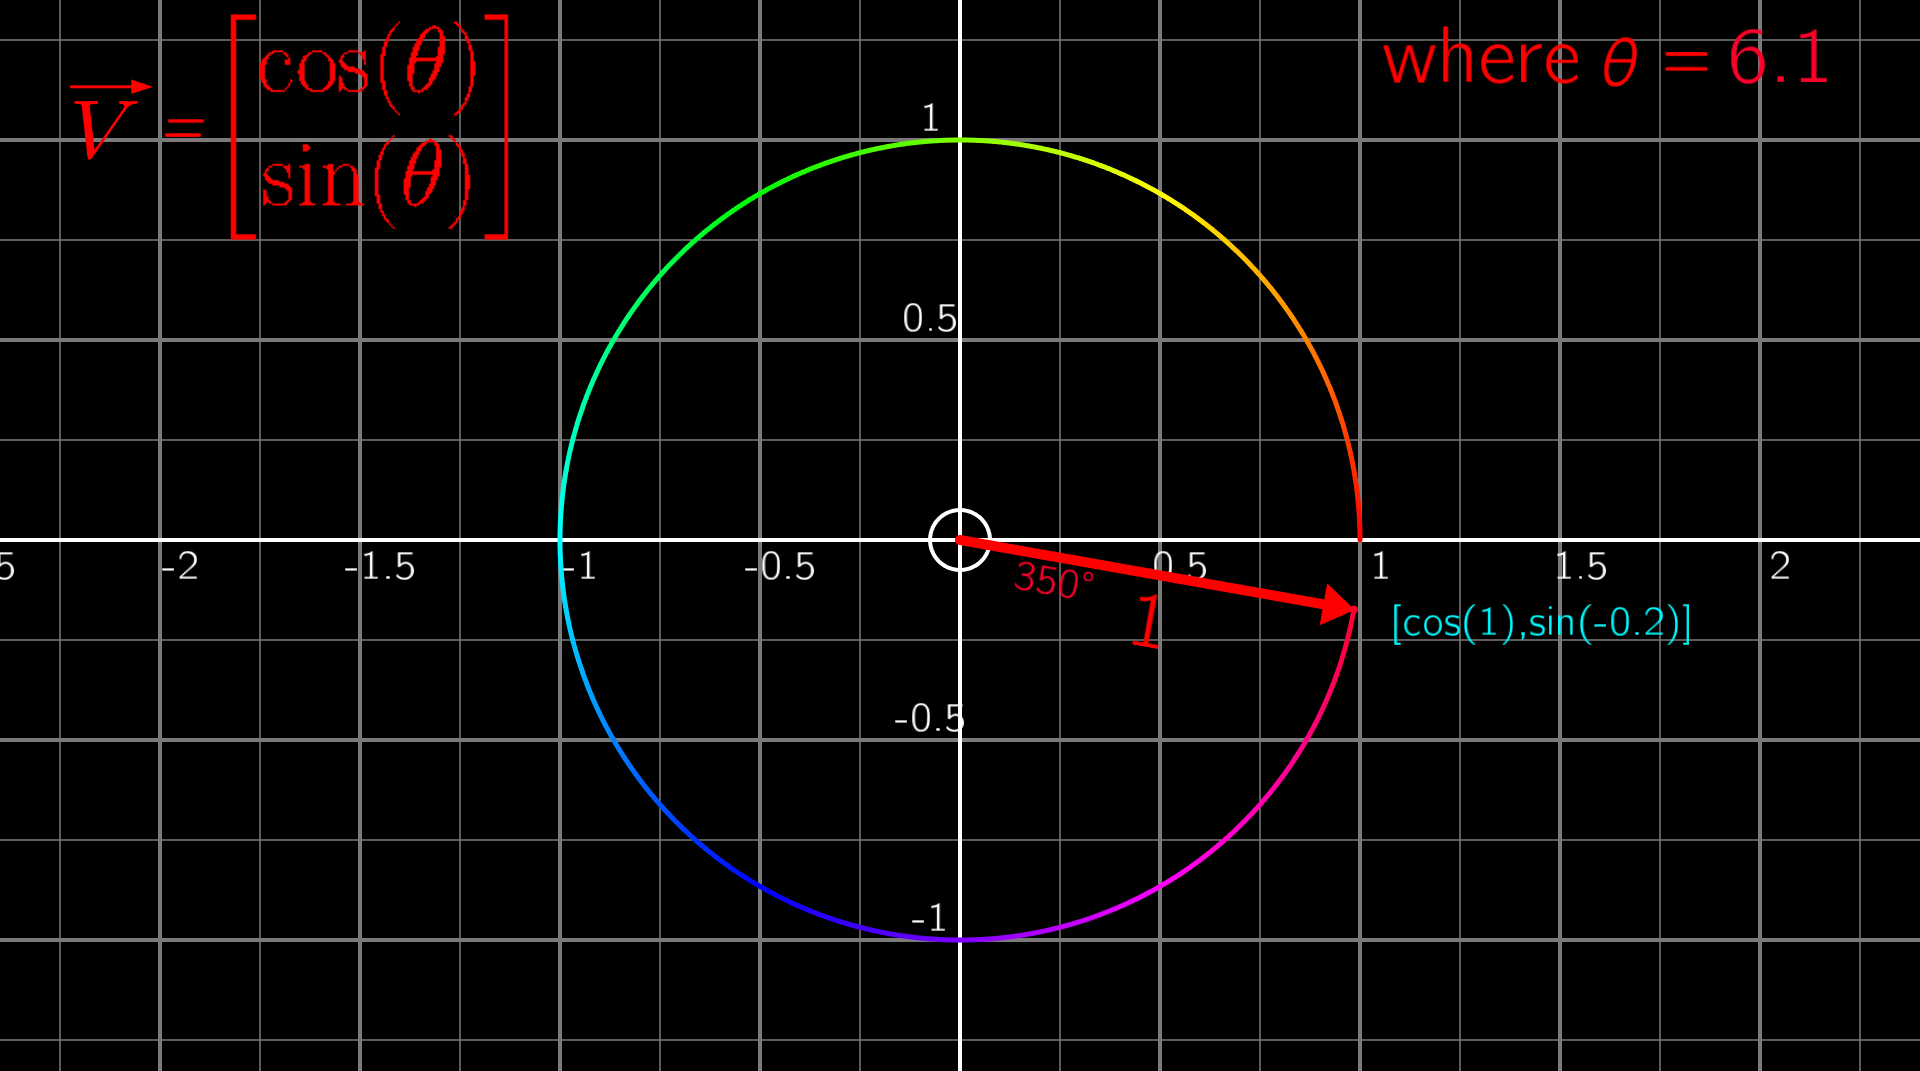 V = [cos(θ)
sin(θ)]
where θ = 6.1
1
0.5
5 -2 -1.5 -1 -0.5 0.5 1 1.5 2
350°
1
[cos(1),sin(-0.2)]
-0.5
-1